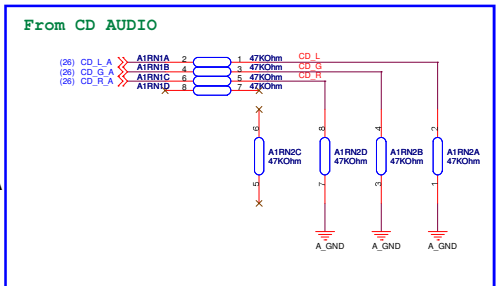 From CD AUDIO
(26) CD_L_A A1RN1A 2 1 47KOhm CD_L
(26) CD_G_A A1RN1B 4 3 47KOhm CD_G
(26) CD_R_A A1RN1C 6 5 47KOhm CD_R
A1RN1D 8 7 47KOhm
6 8 4 2
A1RN2C A1RN2D A1RN2B A1RN2A
47KOhm 47KOhm 47KOhm 47KOhm
5 7 3 1
A_GND A_GND A_GND